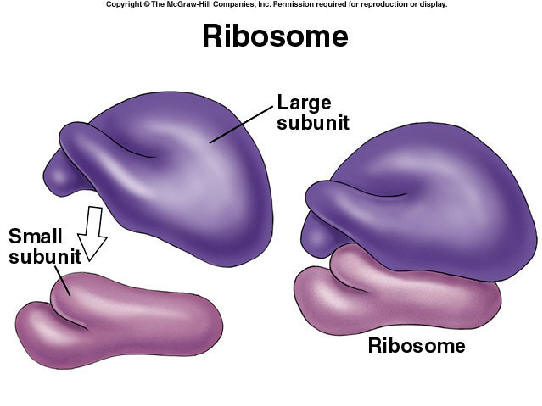 Copyright © The McGraw-Hill Companies, Inc. Permission required for reproduction or display.
Ribosome
Large
subunit
Small
subunit
Ribosome